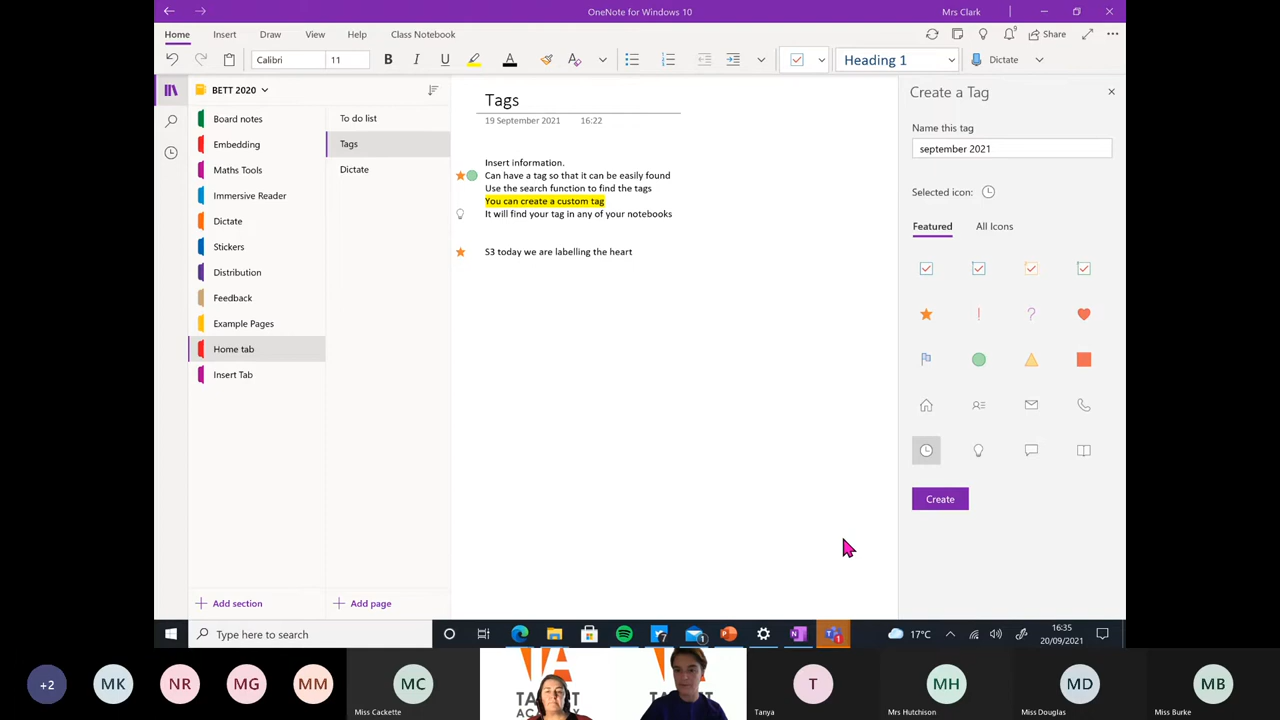 OneNote for Windows 10
Mrs Clark
Home Insert Draw View Help Class Notebook
9
Share
Calibri 11 B I U A Heading 1 Dictate
BETT 2020
Board notes
Embedding
Maths Tools
Immersive Reader
Dictate
Stickers
Distribution
Feedback
Example Pages
Home tab
Insert Tab
Add section
To do list
Tags
Dictate
Add page
Tags
19 September 2021 16:22
Insert information.
Can have a tag so that it can be easily found
Use the search function to find the tags
You can create a custom tag
It will find your tag in any of your notebooks
S3 today we are labelling the heart
Create a Tag
Name this tag
september 2021
Selected icon:
Featured All Icons
Create
Type here to search
17°C
16:35
20/09/2021
+2
MK
NR
MG
MM
MC
Miss Cackette
T
Tanya
MH
Mrs Hutchison
MD
Miss Douglas
MB
Miss Burke